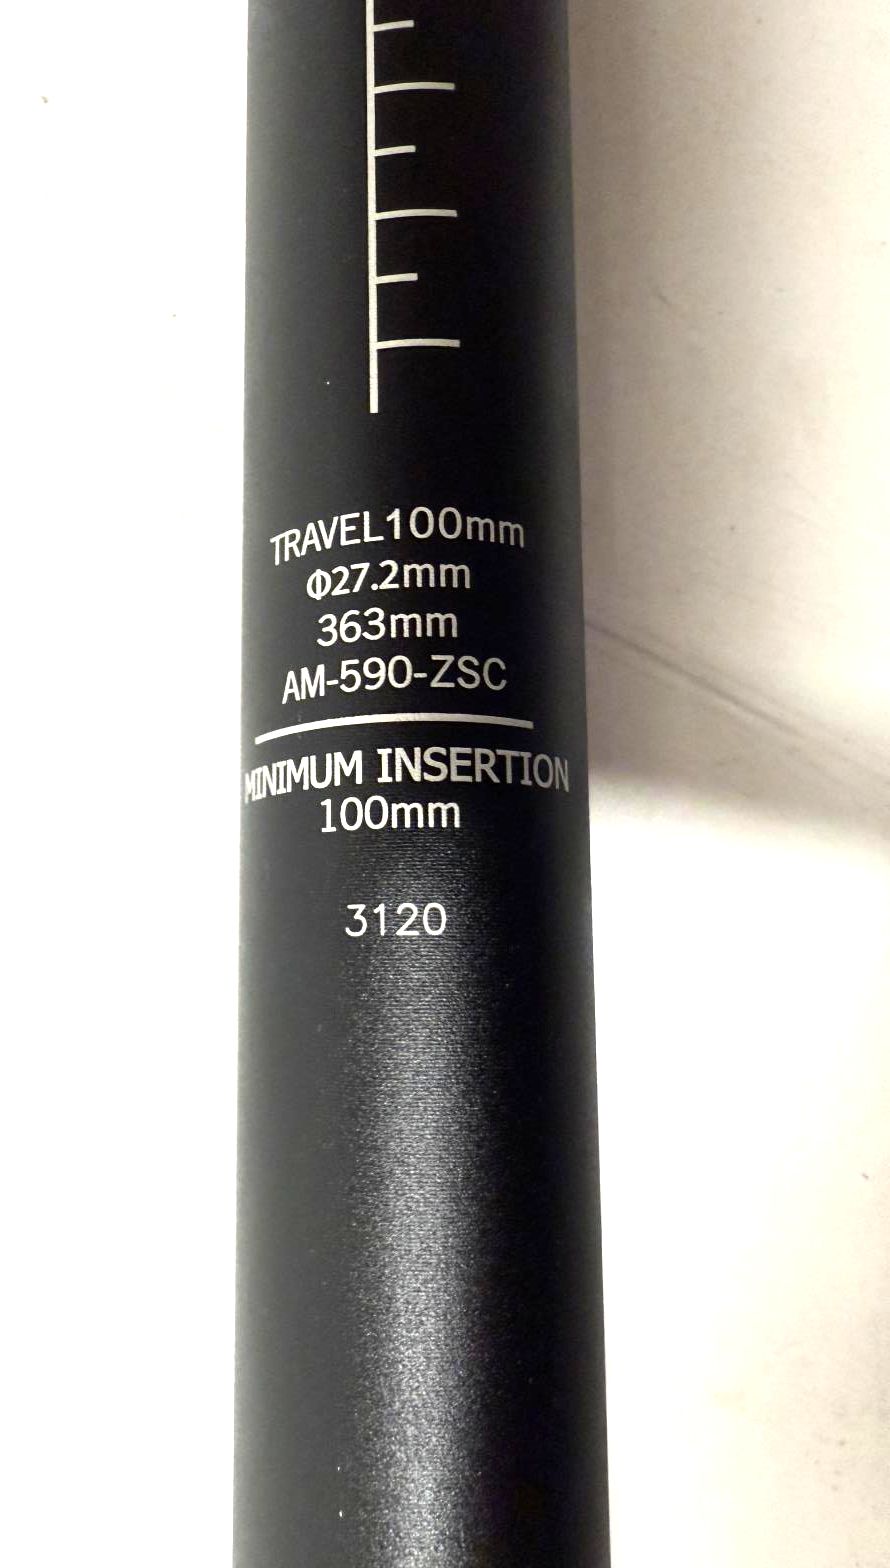 TRAVEL100mm
Φ27.2mm
363mm
AM-590-ZSC
MINIMUM INSERTION
100mm
3120